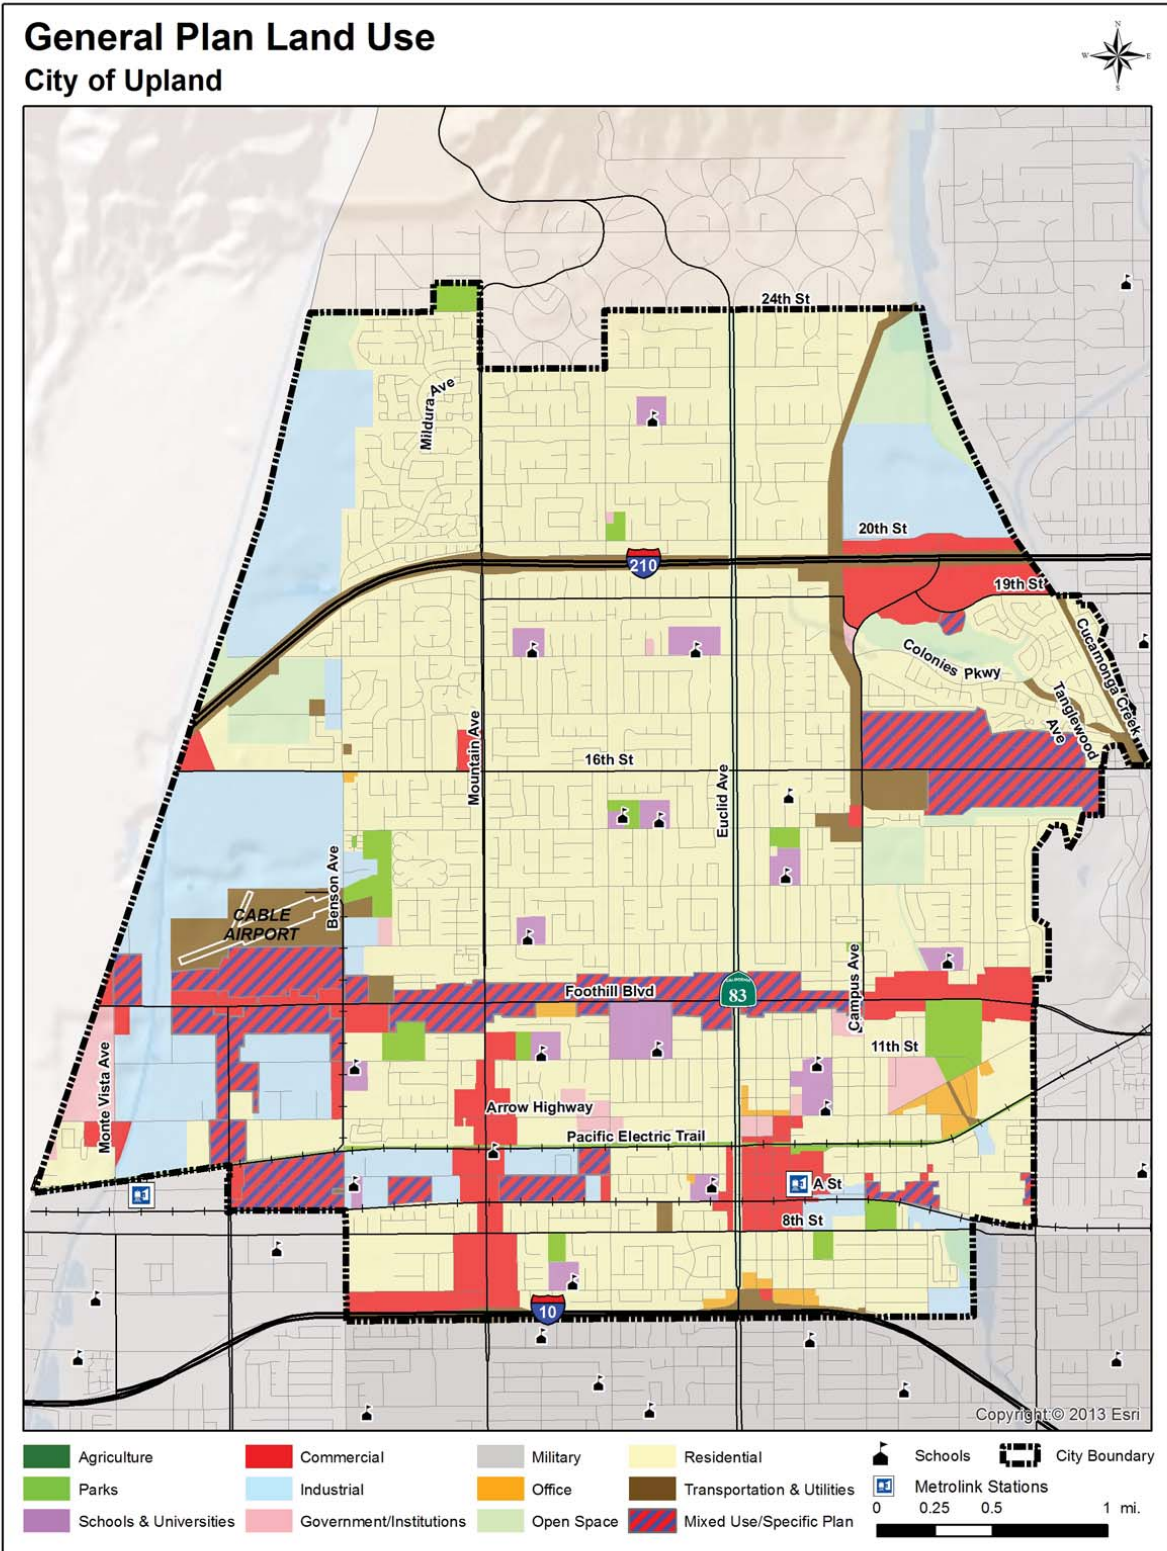 General Plan Land Use
City of Upland
N
W
E
S
24th St
Mildura Ave
20th St
210
19th St
Cucamonga Creek
Colonies Pkwy
Tanglewood
Ave
Mountain Ave
16th St
Euclid Ave
Benson Ave
CABLE
AIRPORT
Foothill Blvd
83
Campus Ave
11th St
Monte Vista Ave
Arrow Highway
Pacific Electric Trail
A St
8th St
10
Copyright:© 2013 Esri
Agriculture
Commercial
Military
Residential
Schools
City Boundary
Parks
Industrial
Office
Transportation & Utilities
Metrolink Stations
Schools & Universities
Government/Institutions
Open Space
Mixed Use/Specific Plan
0 0.25 0.5 1 mi.